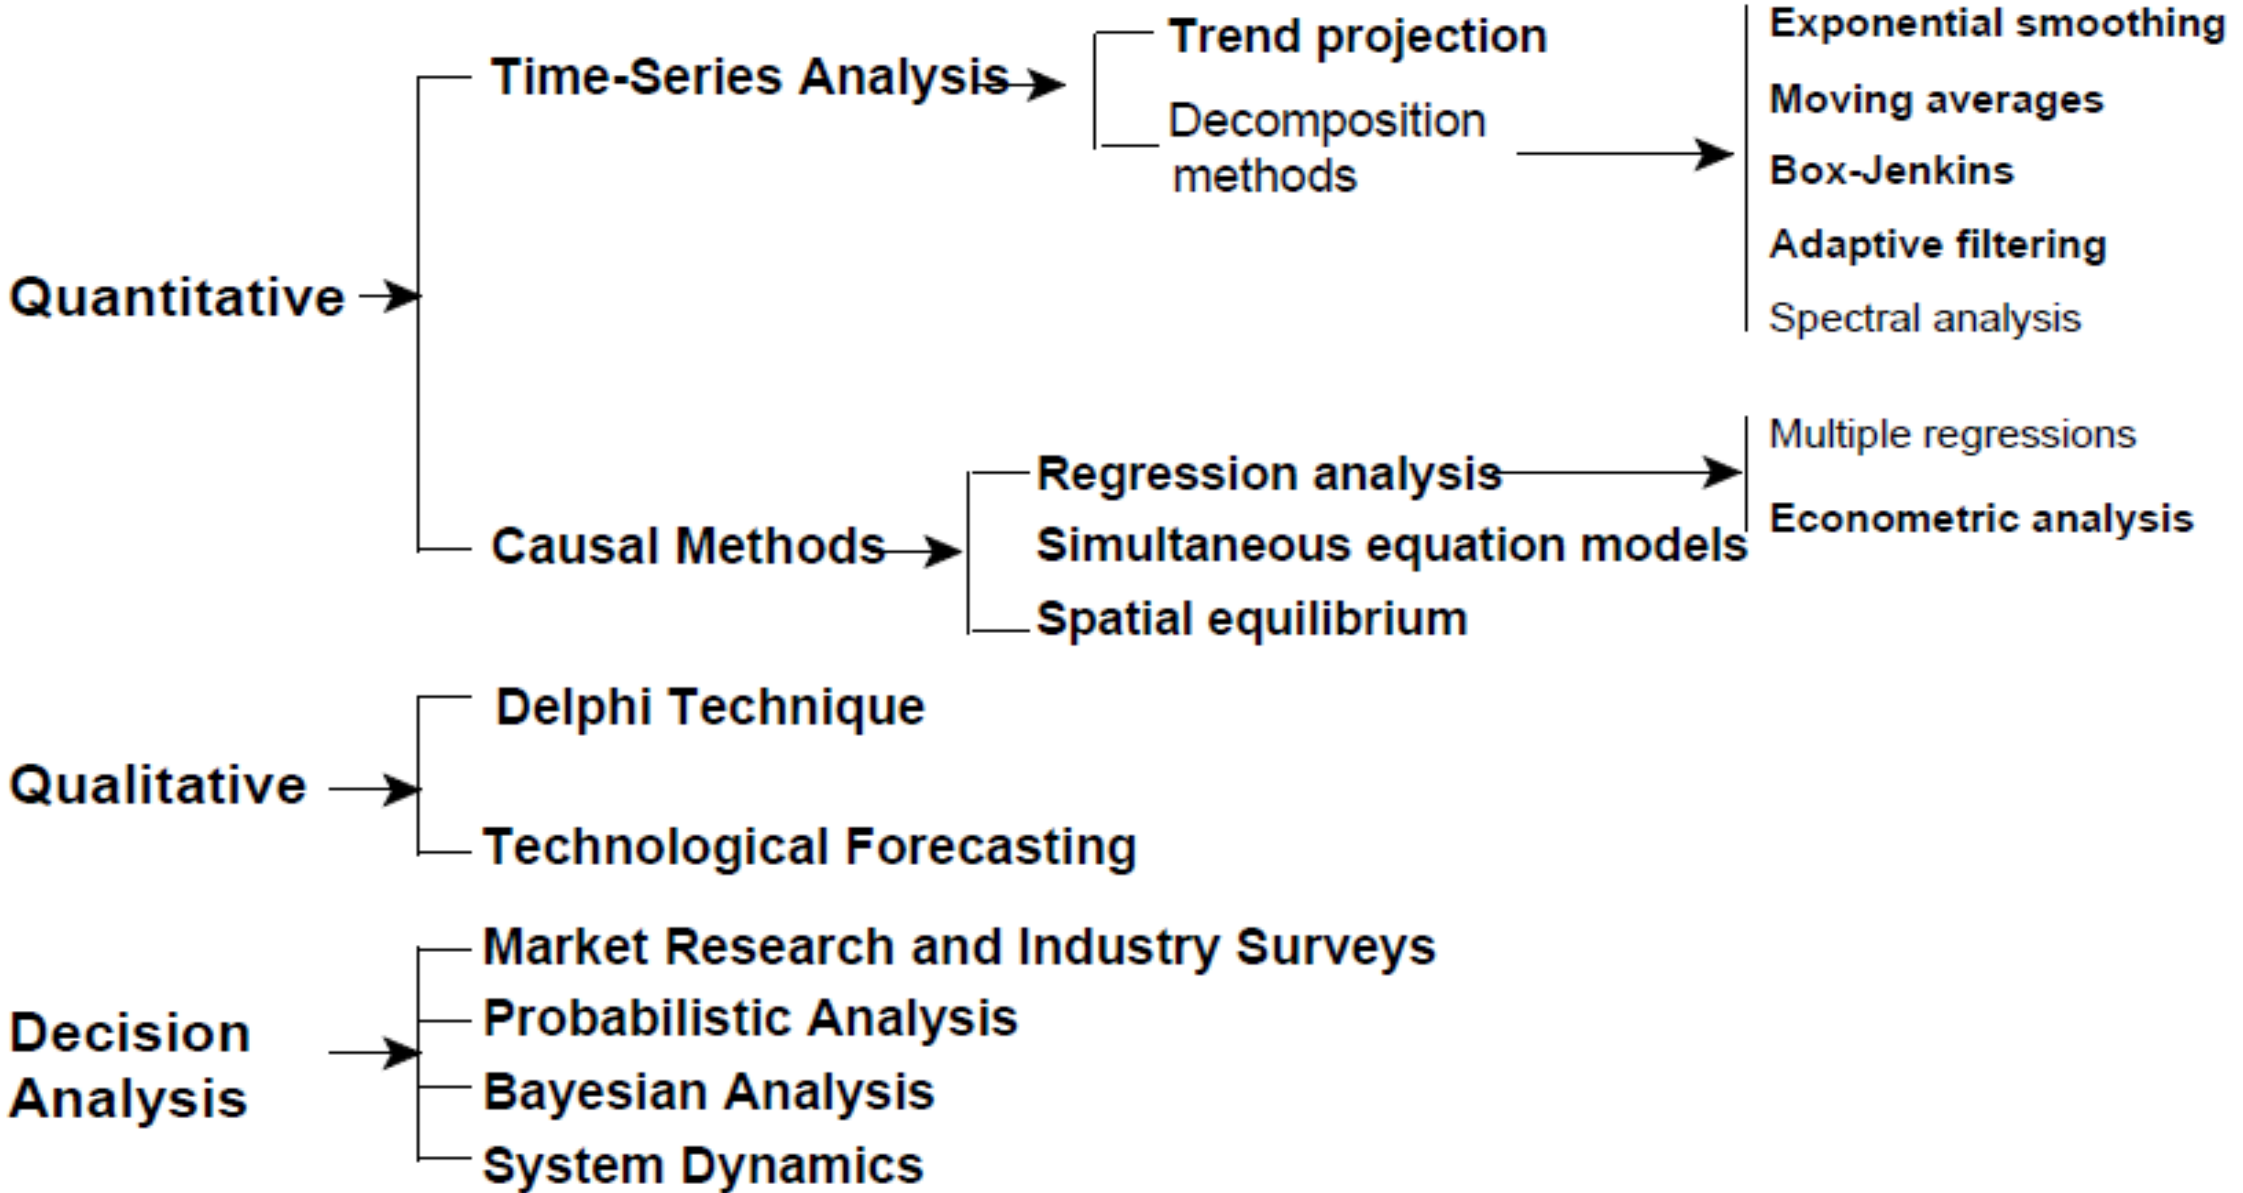 Quantitative
Time-Series Analysis
Trend projection
Decomposition
methods
Exponential smoothing
Moving averages
Box-Jenkins
Adaptive filtering
Spectral analysis
Causal Methods
Regression analysis
Simultaneous equation models
Spatial equilibrium
Multiple regressions
Econometric analysis
Qualitative
Delphi Technique
Technological Forecasting
Decision
Analysis
Market Research and Industry Surveys
Probabilistic Analysis
Bayesian Analysis
System Dynamics